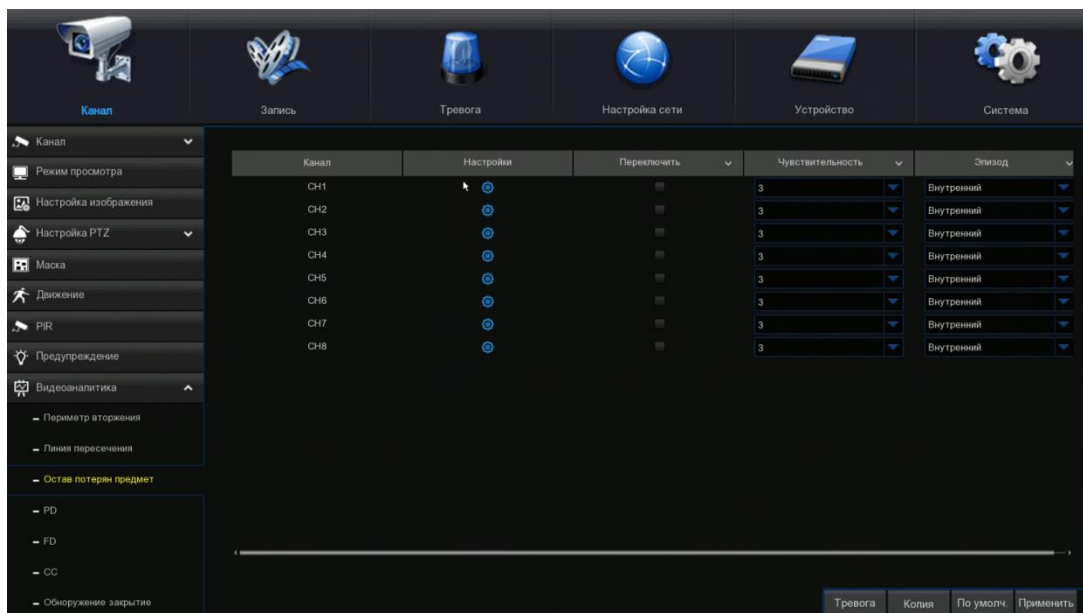 Канал Запись Тревога Настройка сети Устройство Система
Канал
Режим просмотра
Настройка изображения
Настройка PTZ
Маска
Движение
PIR
Предупреждение
Видеоаналитика
Периметр вторжения
Линия пересечения
Остав потерян предмет
PD
FD
CC
Обнаружение закрытие
Канал Настройки Переключить Чувствительность Эпизод
CH1 3 Внутренний
CH2 3 Внутренний
CH3 3 Внутренний
CH4 3 Внутренний
CH5 3 Внутренний
CH6 3 Внутренний
CH7 3 Внутренний
CH8 3 Внутренний
Тревога Копия По умолч. Применить